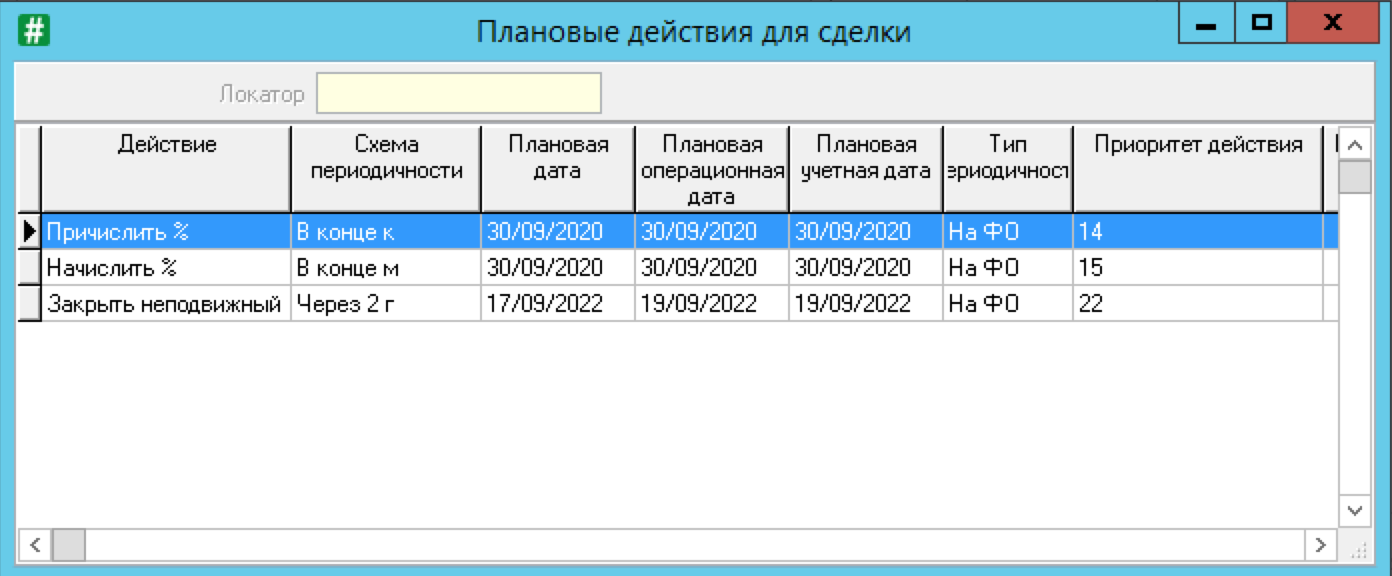 #
Плановые действия для сделки
X
Локатор
Действие
Схема
периодичности
Плановая
дата
Плановая
операционная
дата
Плановая
учетная дата
Тип
ериодичност
Приоритет действия
Причислить % В конце к 30/09/2020 30/09/2020 30/09/2020 На ФО 14
Начислить % В конце м 30/09/2020 30/09/2020 30/09/2020 На ФО 15
Закрыть неподвижный Через 2 г 17/09/2022 19/09/2022 19/09/2022 На ФО 22